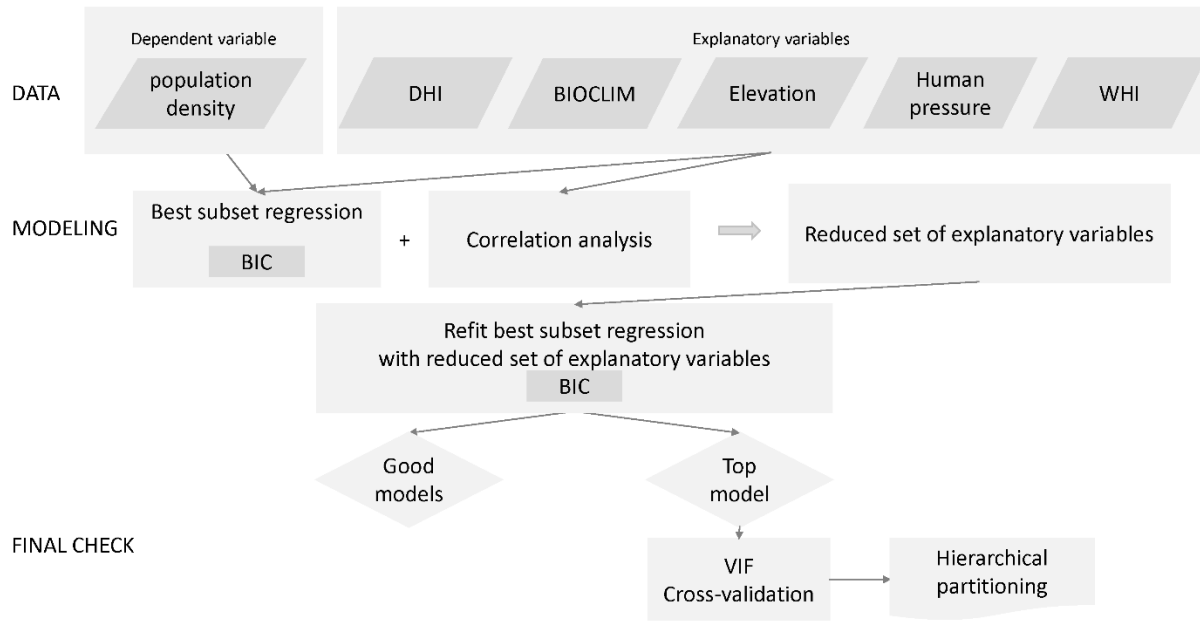 Dependent variable
Explanatory variables
DATA
population
density
DHI
BIOCLIM
Elevation
Human
pressure
WHI
MODELING
Best subset regression
BIC
+
Correlation analysis
Reduced set of explanatory variables
Refit best subset regression
with reduced set of explanatory variables
BIC
Good
models
Top
model
FINAL CHECK
VIF
Cross-validation
Hierarchical
partitioning